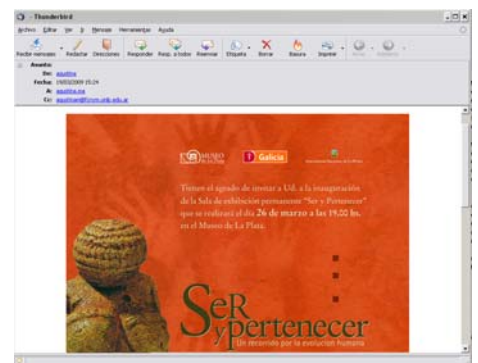 - Thunderbird
Archivo Editar Ver Ir Mensaje Herramientas Ayuda
Recibir mensajes Redactar Direcciones Responder Resp. a todos Reenviar Etiqueta Borrar Basura Imprimir
Asunto:
De:
Fecha: 15:24
A:
Cc:
MUSEO
Galicia
Tienen el agrado de invitar a Ud. a la inauguración
de la Sala de exhibición permanente "Ser y Pertenecer"
que se realizará el día 26 de marzo a las 19,00 hs.
en el Museo de La Plata.
SeR
y pertenecer
Un recorrido por la evolución humana